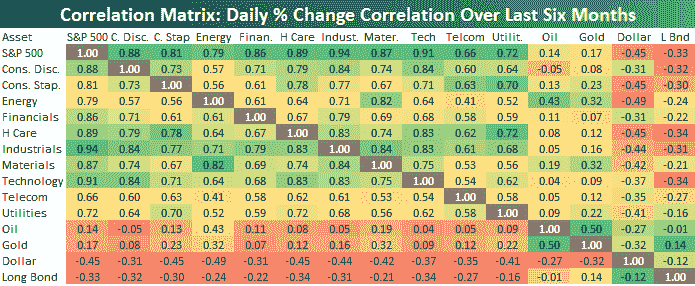 Correlation Matrix: Daily % Change Correlation Over Last Six Months
Asset S&P 500 C. Disc. C. Stap Energy Finan. H Care Indust. Mater. Tech Telcom Utilit. Oil Gold Dollar L Bnd
S&P 500 1.00 0.88 0.81 0.79 0.86 0.89 0.94 0.87 0.91 0.66 0.72 0.14 0.17 -0.45 -0.33
Cons. Disc. 0.88 1.00 0.73 0.57 0.71 0.79 0.84 0.74 0.84 0.60 0.64 -0.05 0.08 -0.31 -0.32
Cons. Stap. 0.81 0.73 1.00 0.56 0.61 0.78 0.77 0.67 0.71 0.63 0.70 0.13 0.23 -0.45 -0.30
Energy 0.79 0.57 0.56 1.00 0.61 0.64 0.71 0.82 0.64 0.41 0.52 0.43 0.32 -0.49 -0.24
Financials 0.86 0.71 0.61 0.61 1.00 0.67 0.79 0.69 0.68 0.58 0.59 0.11 0.07 -0.31 -0.22
H Care 0.89 0.79 0.78 0.64 0.67 1.00 0.83 0.74 0.83 0.62 0.72 0.08 0.12 -0.45 -0.34
Industrials 0.94 0.84 0.77 0.71 0.79 0.83 1.00 0.84 0.83 0.61 0.68 0.05 0.16 -0.44 -0.31
Materials 0.87 0.74 0.67 0.82 0.69 0.74 0.84 1.00 0.75 0.53 0.56 0.19 0.32 -0.42 -0.21
Technology 0.91 0.84 0.71 0.64 0.68 0.83 0.83 0.75 1.00 0.54 0.62 0.04 0.09 -0.37 -0.34
Telecom 0.66 0.60 0.63 0.41 0.58 0.62 0.61 0.53 0.54 1.00 0.58 0.05 0.12 -0.35 -0.27
Utilities 0.72 0.64 0.70 0.52 0.59 0.72 0.68 0.56 0.62 0.58 1.00 0.09 0.22 -0.41 -0.16
Oil 0.14 -0.05 0.13 0.43 0.11 0.08 0.05 0.19 0.04 0.05 0.09 1.00 0.50 -0.27 -0.01
Gold 0.17 0.08 0.23 0.32 0.07 0.12 0.16 0.32 0.09 0.12 0.22 0.50 1.00 -0.32 0.14
Dollar -0.45 -0.31 -0.45 -0.49 -0.31 -0.45 -0.44 -0.42 -0.37 -0.35 -0.41 -0.27 -0.32 1.00 -0.12
Long Bond -0.33 -0.32 -0.30 -0.24 -0.22 -0.34 -0.31 -0.21 -0.34 -0.27 -0.16 -0.01 0.14 -0.12 1.00